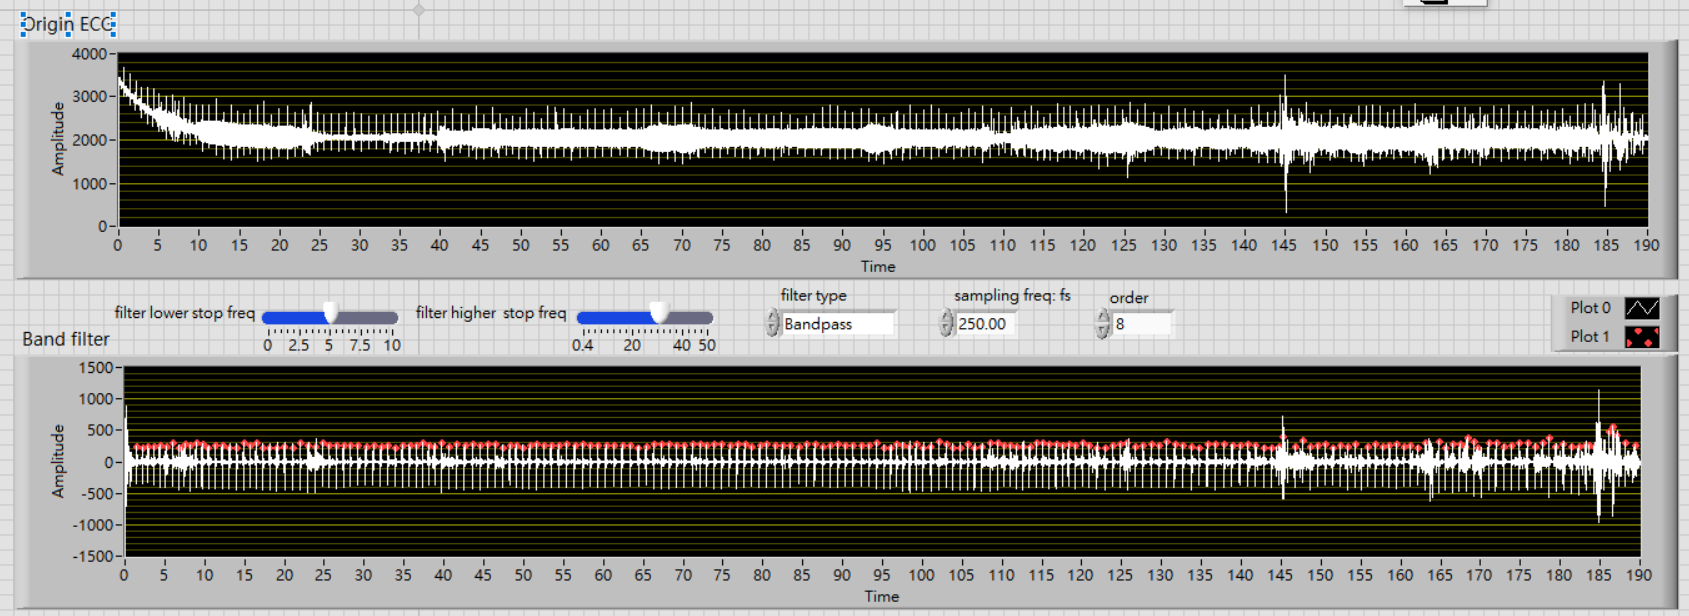 Origin ECG
4000
3000
2000
1000
0
Amplitude
0 5 10 15 20 25 30 35 40 45 50 55 60 65 70 75 80 85 90 95 100 105 110 115 120 125 130 135 140 145 150 155 160 165 170 175 180 185 190
Time
filter lower stop freq
0 2.5 5 7.5 10
filter higher stop freq
0.4 20 40 50
filter type
Bandpass
sampling freq: fs
250.00
order
8
Plot 0
Plot 1
Band filter
1500
1000
500
0
-500
-1000
-1500
Amplitude
0 5 10 15 20 25 30 35 40 45 50 55 60 65 70 75 80 85 90 95 100 105 110 115 120 125 130 135 140 145 150 155 160 165 170 175 180 185 190
Time